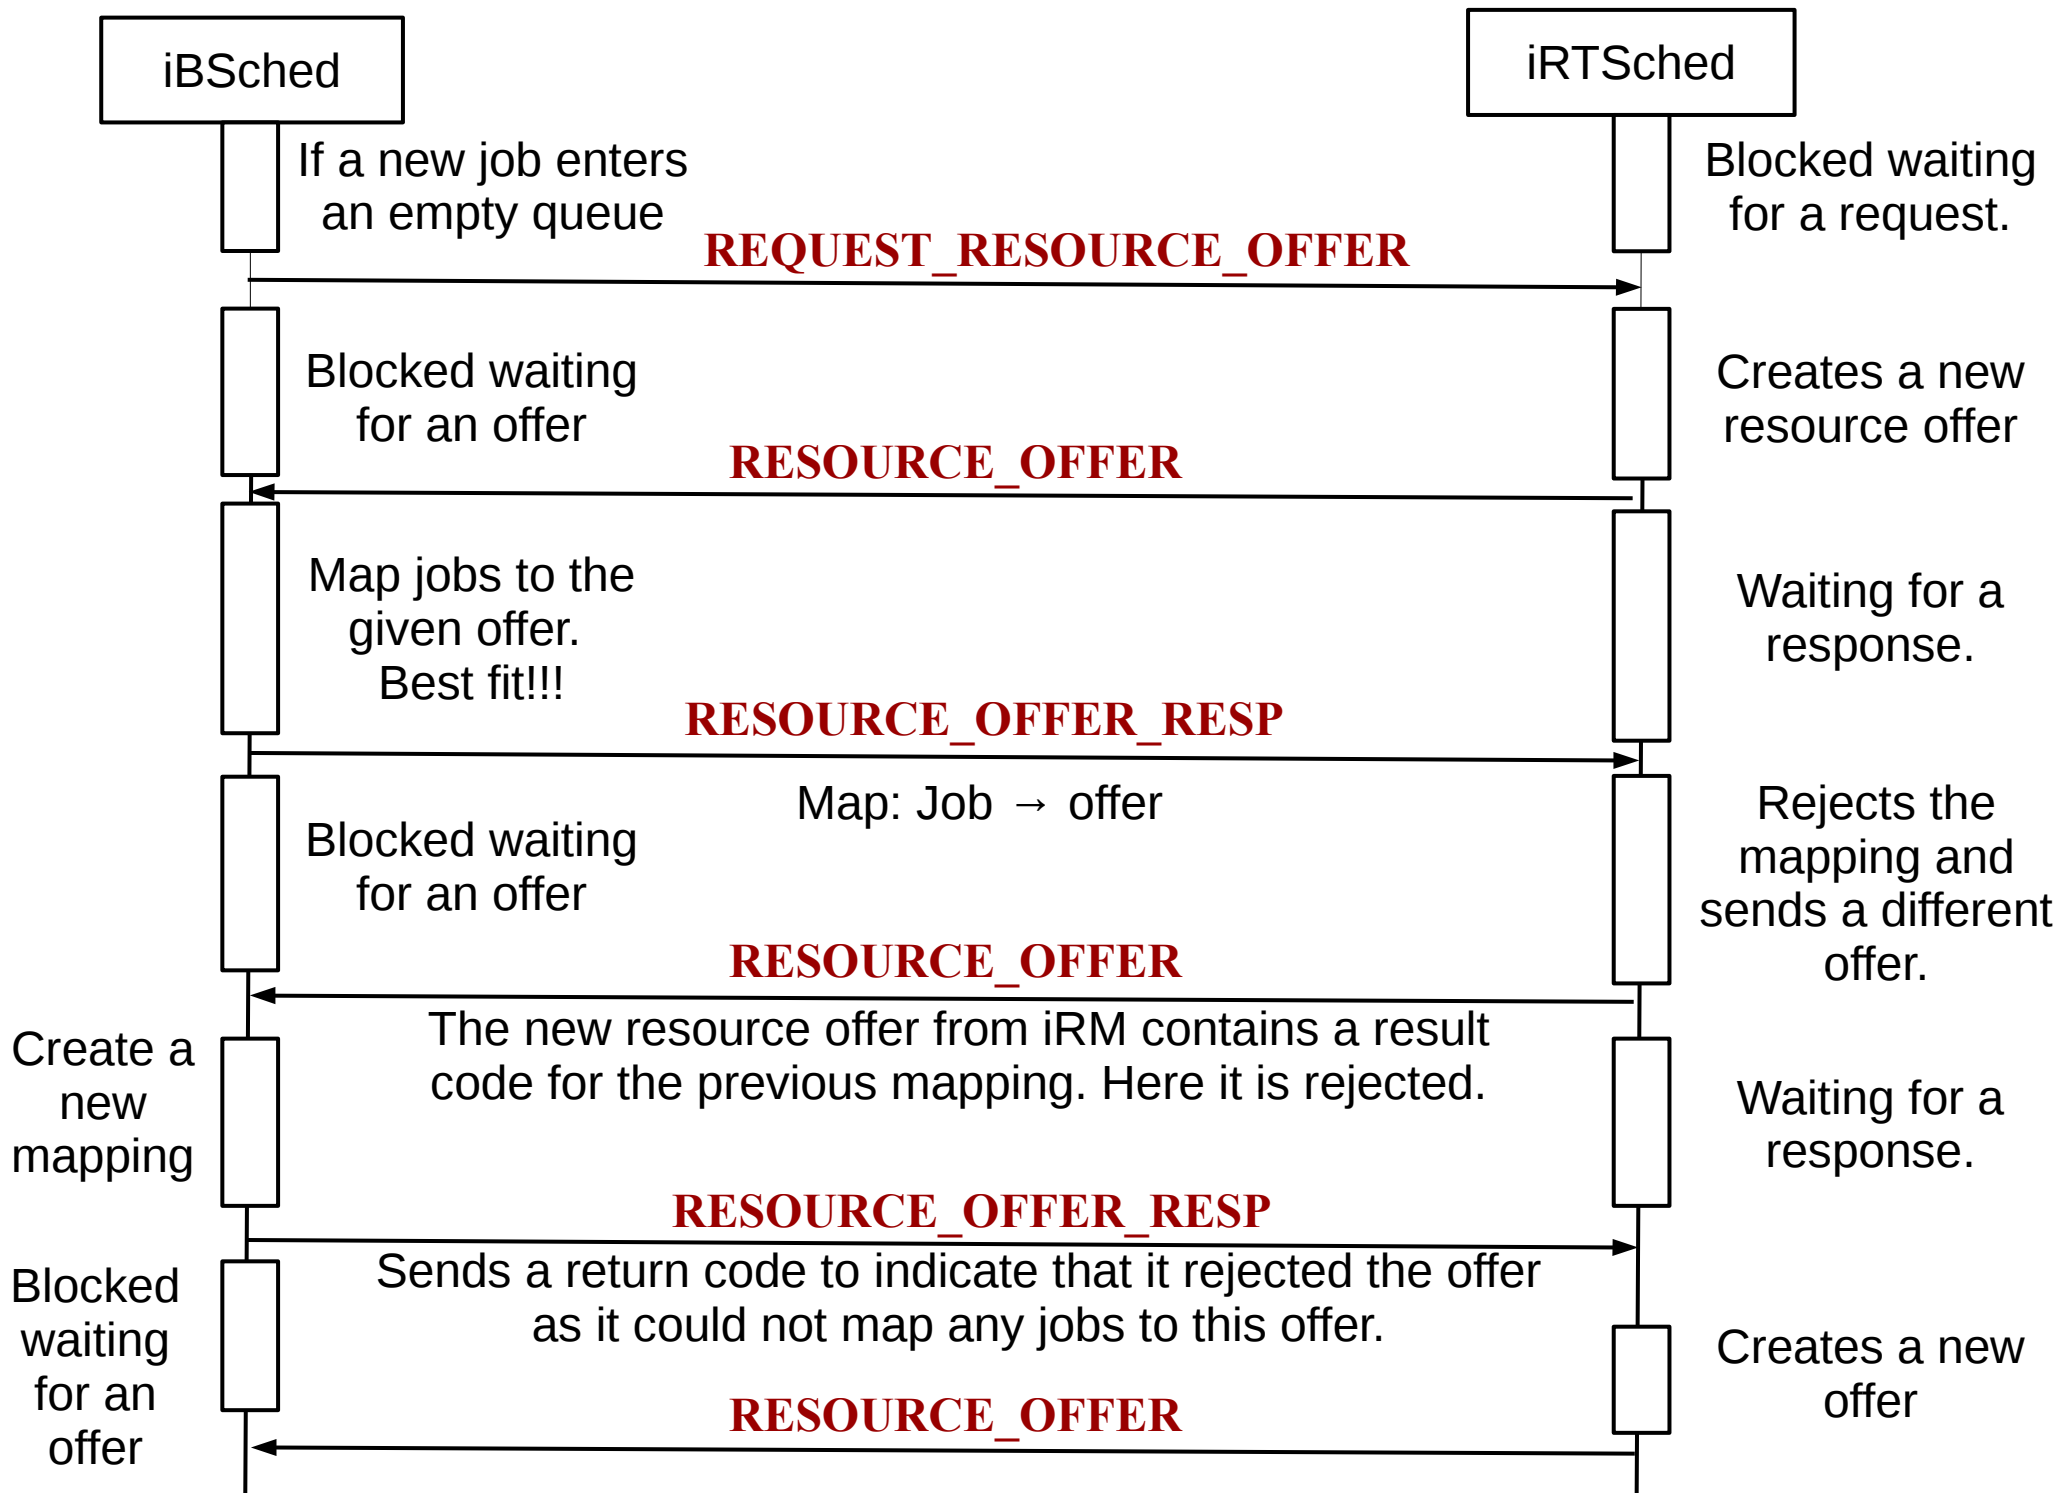 iBSched
iRTSched
If a new job enters
an empty queue
Blocked waiting
for a request.
REQUEST_RESOURCE_OFFER
Blocked waiting
for an offer
Creates a new
resource offer
RESOURCE_OFFER
Map jobs to the
given offer.
Best fit!!!
Waiting for a
response.
RESOURCE_OFFER_RESP
Map: Job → offer
Blocked waiting
for an offer
Rejects the
mapping and
sends a different
offer.
RESOURCE_OFFER
The new resource offer from iRM contains a result
code for the previous mapping. Here it is rejected.
Create a
new
mapping
Waiting for a
response.
RESOURCE_OFFER_RESP
Sends a return code to indicate that it rejected the offer
as it could not map any jobs to this offer.
Blocked
waiting
for an
offer
Creates a new
offer
RESOURCE_OFFER